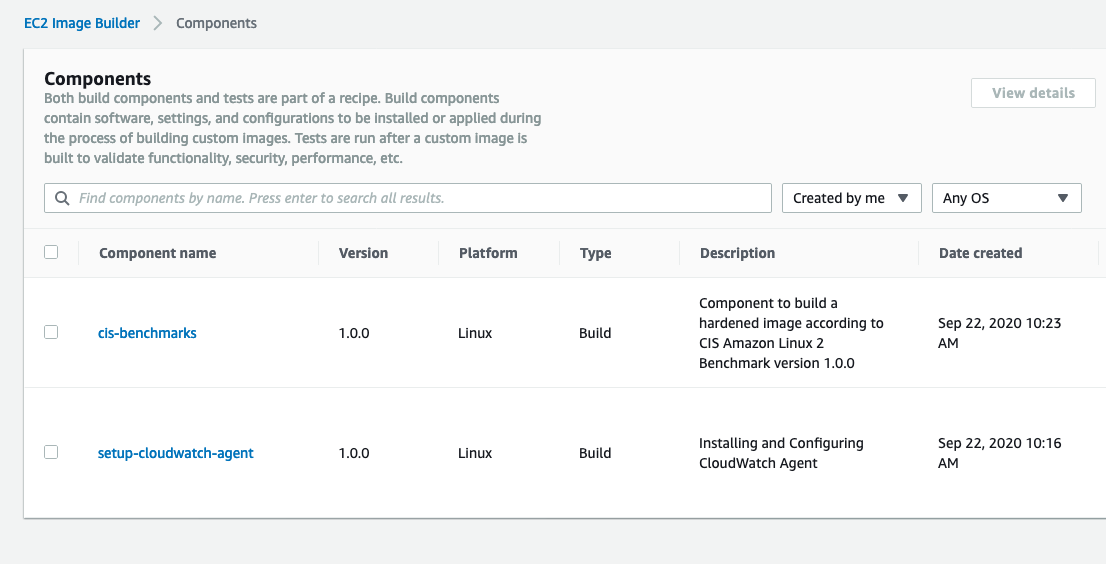 EC2 Image Builder > Components
Components
View details
Both build components and tests are part of a recipe. Build components
contain software, settings, and configurations to be installed or applied during
the process of building custom images. Tests are run after a custom image is
built to validate functionality, security, performance, etc.
Find components by name. Press enter to search all results. Created by me Any OS
Component name Version Platform Type Description Date created
cis-benchmarks 1.0.0 Linux Build Component to build a
hardened image according to
CIS Amazon Linux 2
Benchmark version 1.0.0
Sep 22, 2020 10:23
AM
setup-cloudwatch-agent 1.0.0 Linux Build Installing and Configuring
CloudWatch Agent
Sep 22, 2020 10:16
AM